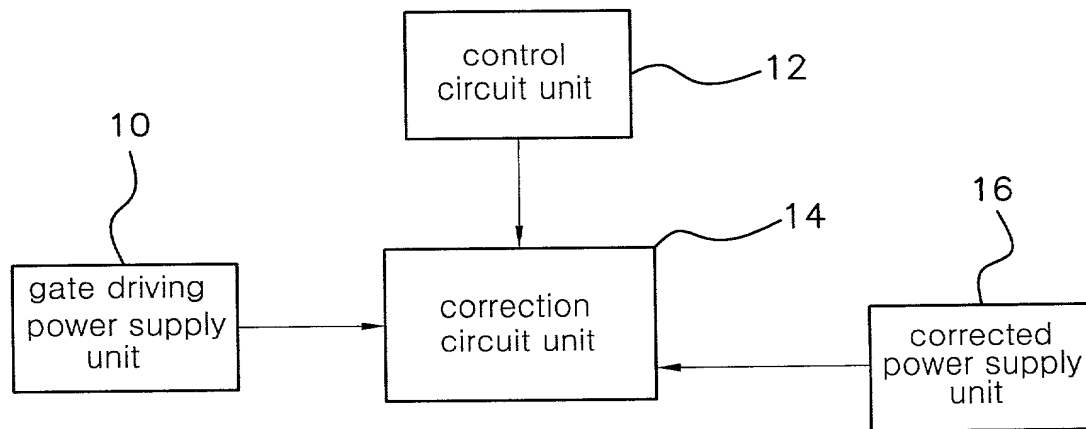 control
circuit unit
12
10
14
16
gate driving
power supply
unit
correction
circuit unit
corrected
power supply
unit